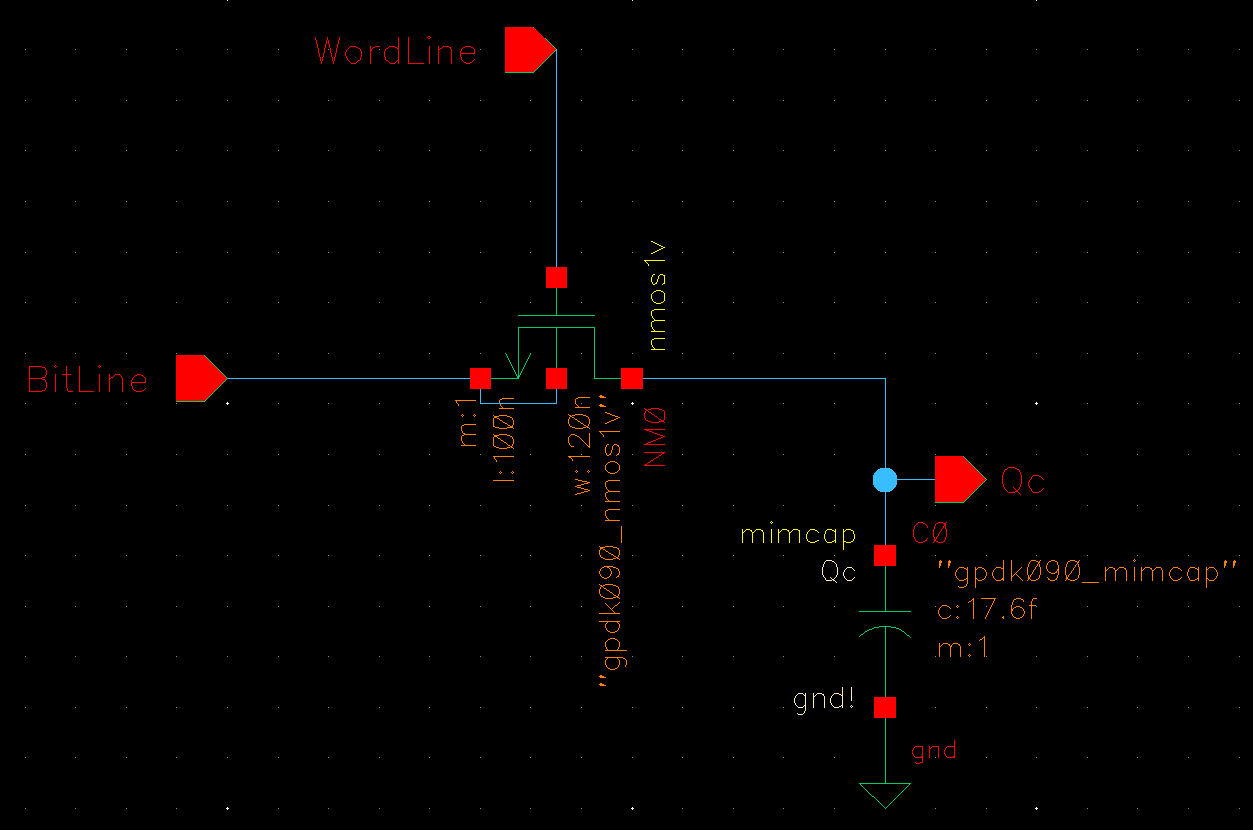 WordLine
nmos1v
BitLine
m:1
l:100n
w:120n
"gpdk090_nmos1v"
NM0
Qc
mimcap
C0
Qc
"gpdk090_mimcap"
c:17.6f
m:1
gnd!
gnd